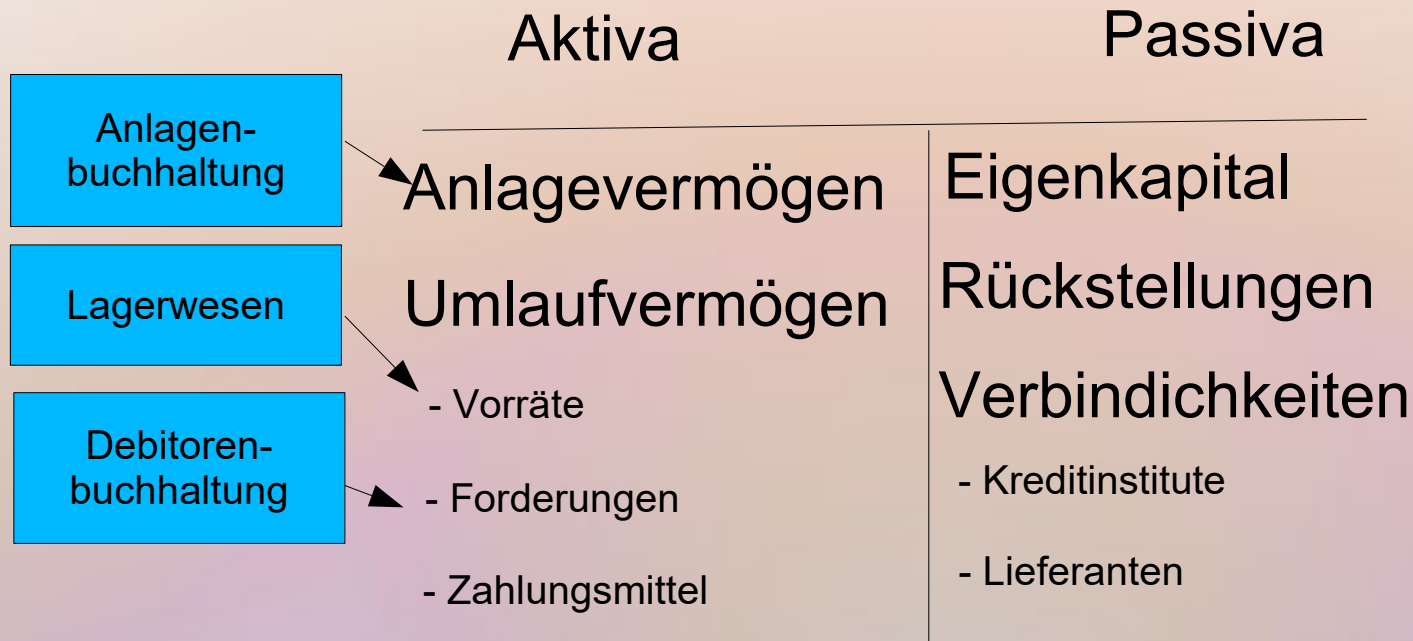 Aktiva
Passiva
Anlagen-
buchhaltung
Lagerwesen
Debitoren-
buchhaltung
Anlagevermögen
Umlaufvermögen
- Vorräte
- Forderungen
- Zahlungsmittel
Eigenkapital
Rückstellungen
Verbindichkeiten
- Kreditinstitute
- Lieferanten